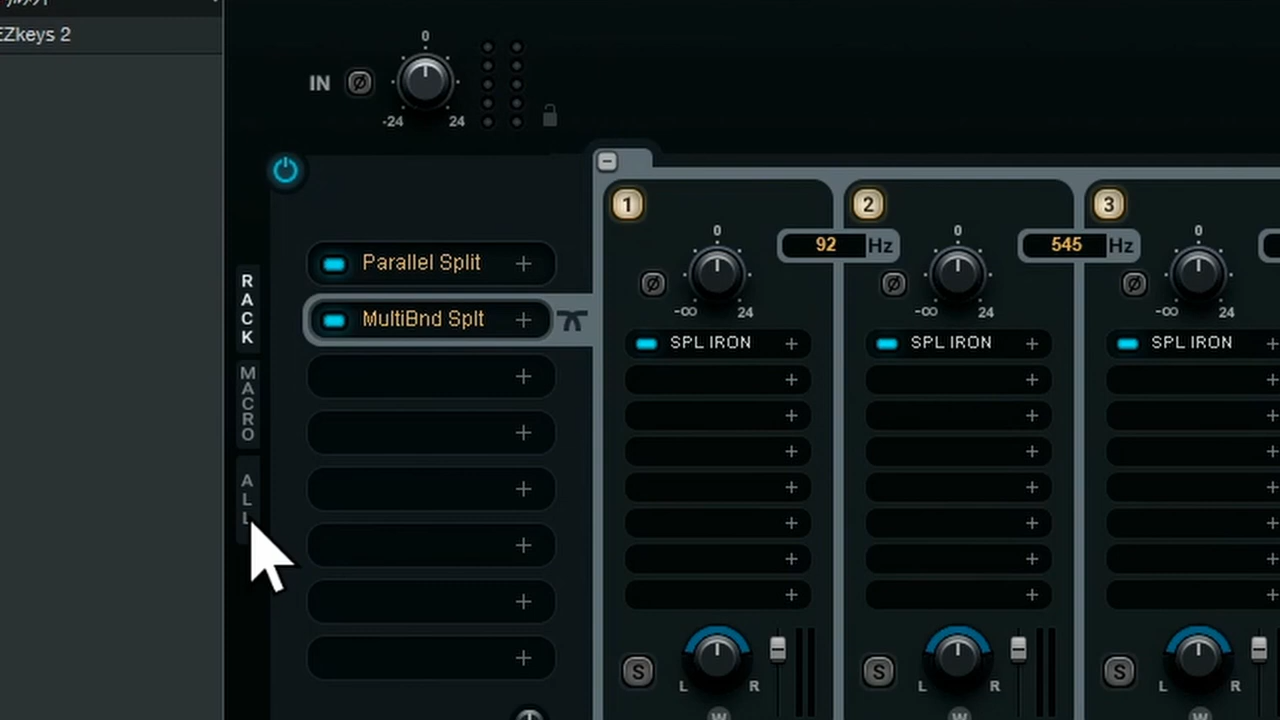 EZkeys 2
0
IN
-24 24
1 2 3
0 0 0
92 Hz 545 Hz
Parallel Split
-∞ 24 -∞ 24 -∞ 24
MultiBnd Splt
SPL IRON SPL IRON SPL IRON
RACK
MACRO
ALL
S S S
L R L R L R
W W W